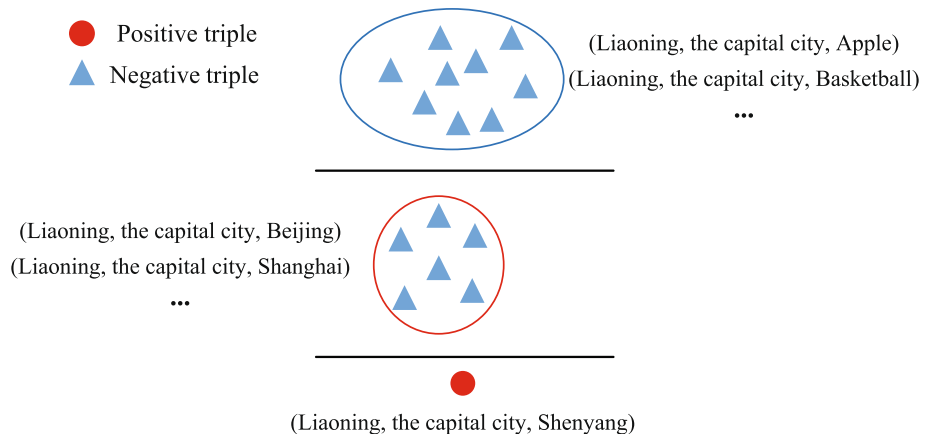 Positive triple
Negative triple
(Liaoning, the capital city, Apple)
(Liaoning, the capital city, Basketball)
...
(Liaoning, the capital city, Beijing)
(Liaoning, the capital city, Shanghai)
...
(Liaoning, the capital city, Shenyang)